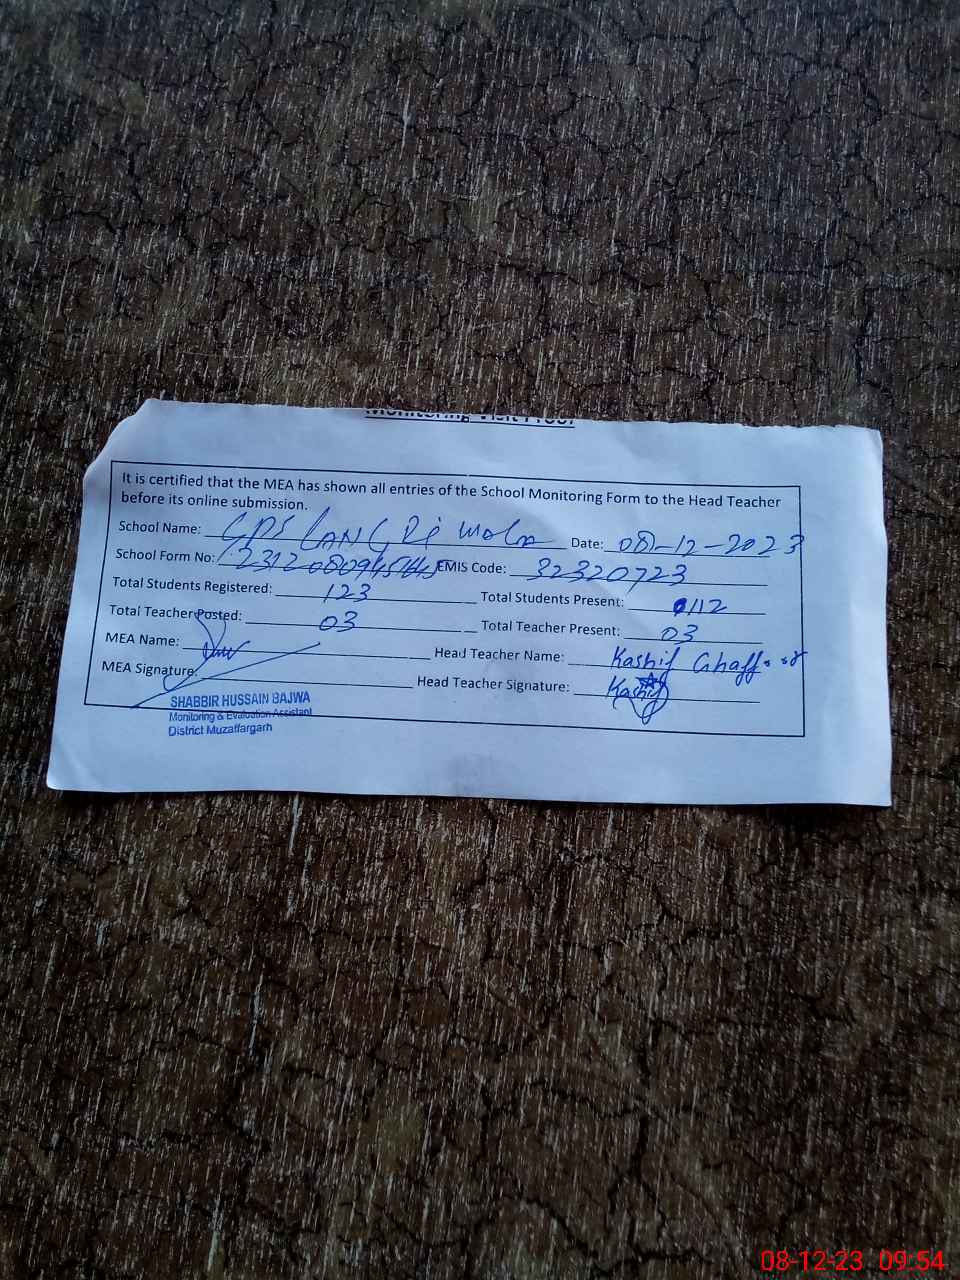 Monitoring Visit Proof
It is certified that the MEA has shown all entries of the School Monitoring Form to the Head Teacher
before its online submission.
School Name: GPS Date: 08-12-2023
School Form No: EMIS Code: 32320723
Total Students Registered: 123 Total Students Present: 112
Total Teacher Posted: 03 Total Teacher Present: 03
MEA Name: Head Teacher Name: Kashif Ghaffar
MEA Signature: Head Teacher Signature: Kashif
SHABBIR HUSSAIN BAJWA
Monitoring & Evaluation Assistant
District Muzaffargarh
08-12-23 09:54